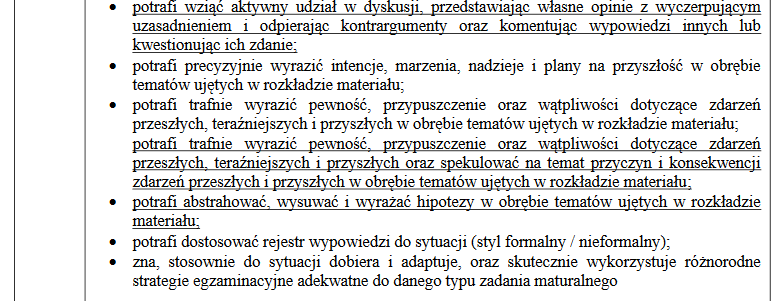 • potrafi wziąć aktywny udział w dyskusji, przedstawiając własne opinie z wyczerpującym
uzasadnieniem i odpierając kontrargumenty oraz komentując wypowiedzi innych lub
kwestionując ich zdanie;
• potrafi precyzyjnie wyrazić intencje, marzenia, nadzieje i plany na przyszłość w obrębie
tematów ujętych w rozkładzie materiału;
• potrafi trafnie wyrazić pewność, przypuszczenie oraz wątpliwości dotyczące zdarzeń
przeszłych, teraźniejszych i przyszłych w obrębie tematów ujętych w rozkładzie materiału;
potrafi trafnie wyrazić pewność, przypuszczenie oraz wątpliwości dotyczące zdarzeń
przeszłych, teraźniejszych i przyszłych oraz spekulować na temat przyczyn i konsekwencji
zdarzeń przeszłych i przyszłych w obrębie tematów ujętych w rozkładzie materiału;
• potrafi abstrahować, wysuwać i wyrażać hipotezy w obrębie tematów ujętych w rozkładzie
materiału;
• potrafi dostosować rejestr wypowiedzi do sytuacji (styl formalny / nieformalny);
• zna, stosownie do sytuacji dobiera i adaptuje, oraz skutecznie wykorzystuje różnorodne
strategie egzaminacyjne adekwatne do danego typu zadania maturalnego